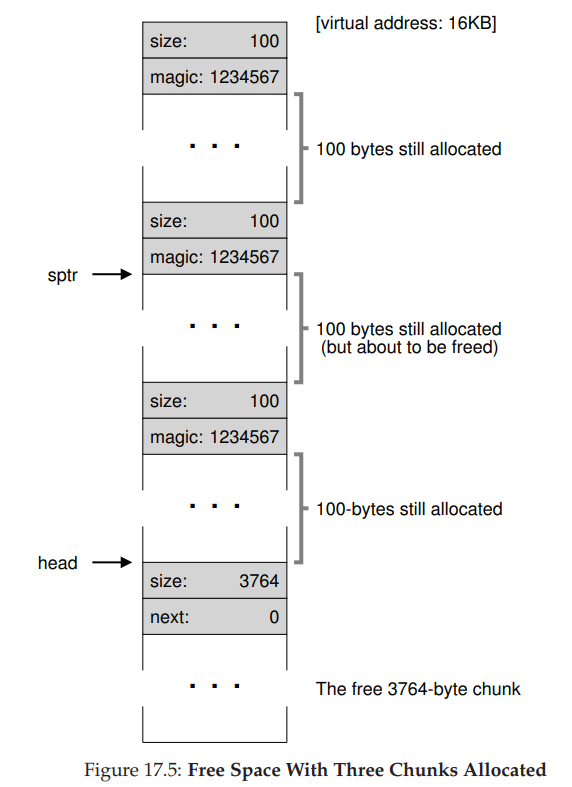 [virtual address: 16KB]
size: 100
magic: 1234567
. . .
100 bytes still allocated
size: 100
magic: 1234567
sptr
. . .
100 bytes still allocated
(but about to be freed)
size: 100
magic: 1234567
. . .
100-bytes still allocated
head
size: 3764
next: 0
. . .
The free 3764-byte chunk
Figure 17.5: Free Space With Three Chunks Allocated